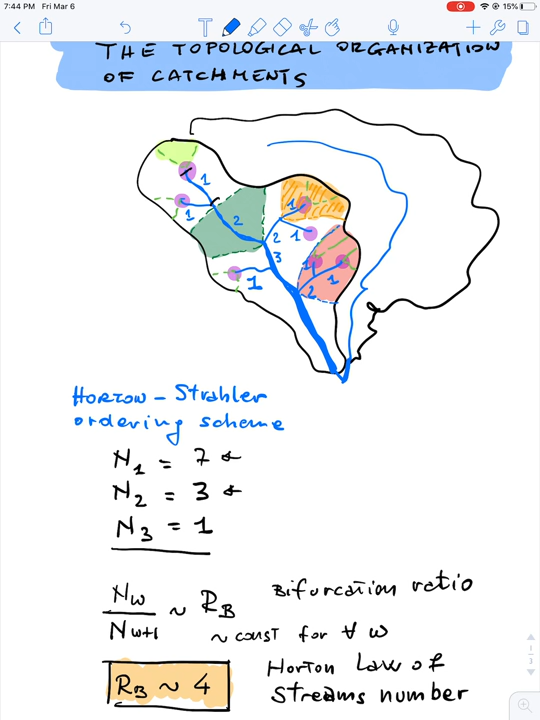 7:44 PM Fri Mar 6
15%
THE TOPOLOGICAL ORGANIZATION
OF CATCHMENTS
1
1
2
1
2
1
3
1
1
1
2
Horton - Strahler
ordering scheme
N1 = 7 ←
N2 = 3 ←
N3 = 1
Nω / Nω+1 ~ RB
Bifurcation ratio
~ const for ∀ ω
RB ~ 4
Horton Law of
Streams number
1
3